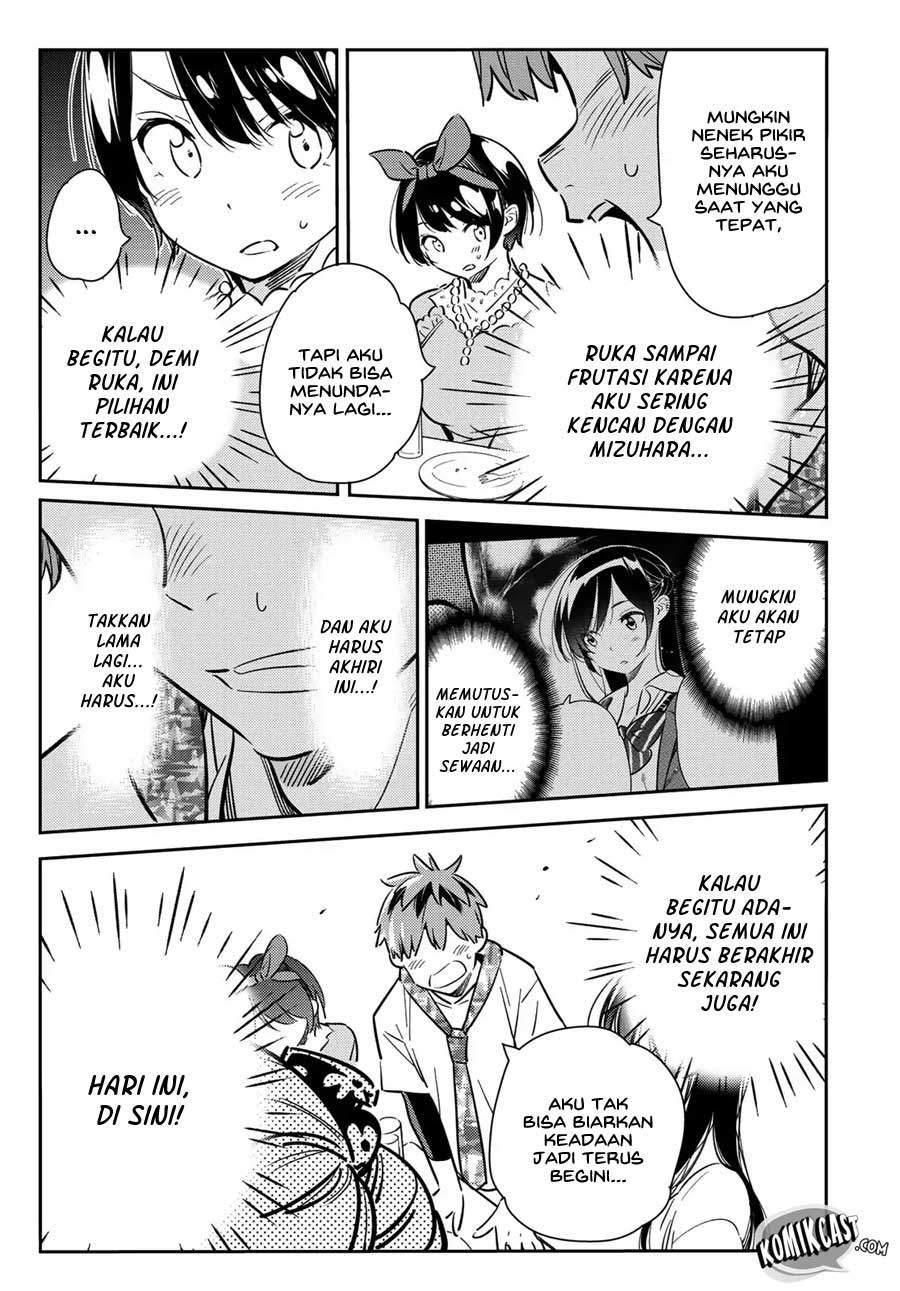 MUNGKIN
NENEK PIKIR
SEHARUS-
NYA AKU
MENUNGGU
SAAT YANG
TEPAT,
RUKA SAMPAI
FRUTASI KARENA
AKU SERING
KENCAN DENGAN
MIZUHARA...
TAPI AKU
TIDAK BISA
MENUNDA-
NYA LAGI...
...
KALAU
BEGITU, DEMI
RUKA, INI
PILIHAN
TERBAIK...!
MUNGKIN
AKU AKAN
TETAP
MEMUTUS-
KAN UNTUK
BERHENTI
JADI
SEWAAN...
DAN AKU
HARUS
AKHIRI
INI...!
TAKKAN
LAMA
LAGI...
AKU
HARUS...!
KALAU
BEGITU ADA-
NYA, SEMUA INI
HARUS BERAKHIR
SEKARANG
JUGA!
AKU TAK
BISA BIARKAN
KEADAAN
JADI TERUS
BEGINI...
HARI INI,
DI SINI!
KOMIKCAST.COM